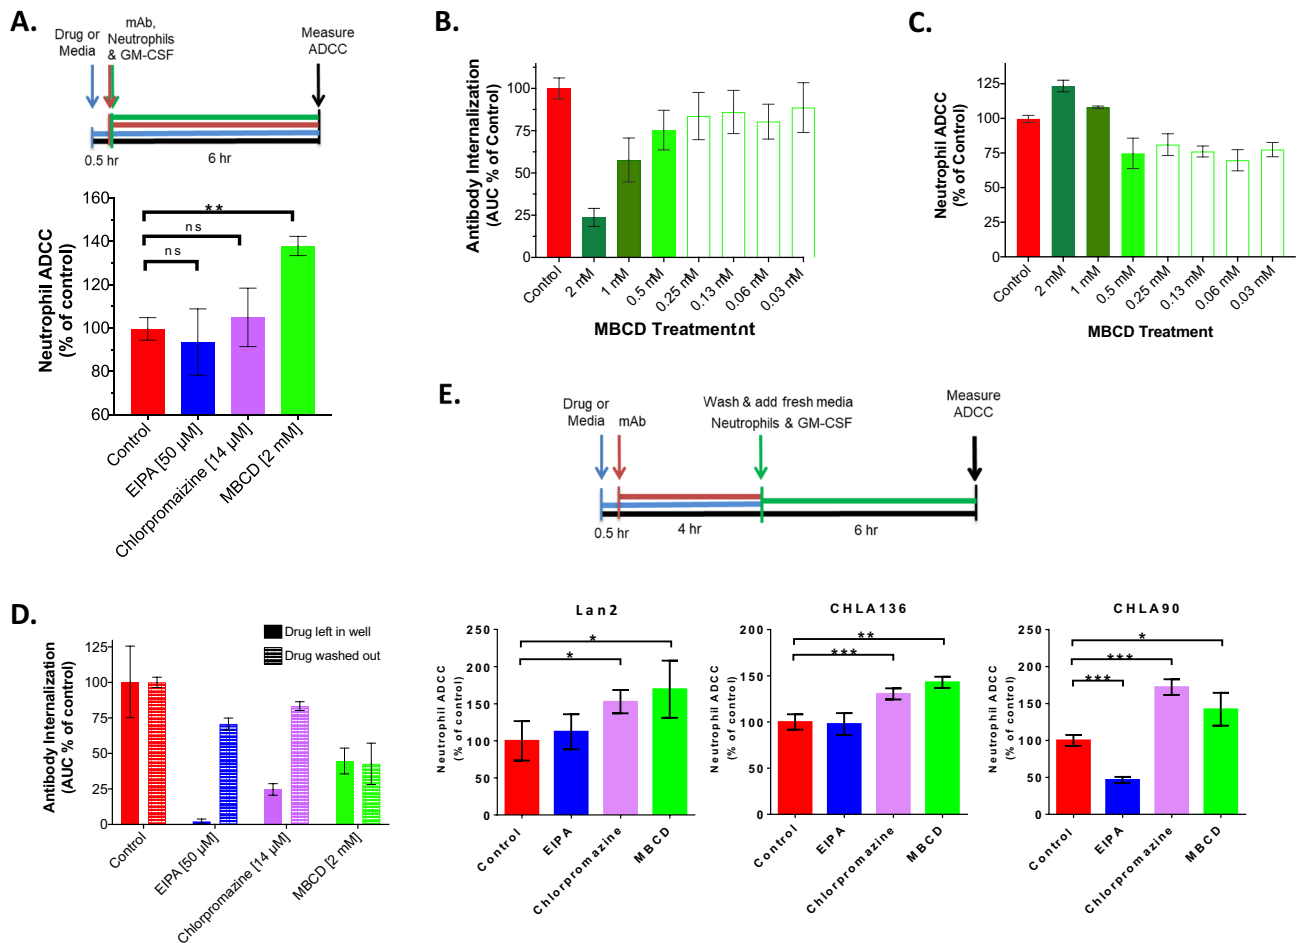 A.
Drug or
Media
mAb,
Neutrophils
& GM-CSF
Measure
ADCC
0.5 hr
6 hr
Neutrophil ADCC
(% of control)
160
140
120
100
80
60
**
ns
ns
Control
EIPA [50 µM]
Chlorpromaizine [14 µM]
MBCD [2 mM]
B.
Antibody Internalization
(AUC % of Control)
100
75
50
25
0
Control
2 mM
1 mM
0.5 mM
0.25 mM
0.13 mM
0.06 mM
0.03 mM
MBCD Treatmentnt
C.
Neutrophil ADCC
(% of Control)
125
100
75
50
25
0
Control
2 mM
1 mM
0.5 mM
0.25 mM
0.13 mM
0.06 mM
0.03 mM
MBCD Treatment
D.
Antibody Internalization
(AUC % of control)
125
100
75
50
25
0
Drug left in well
Drug washed out
Control
EIPA [50 µM]
Chlorpromazine [14 µM]
MBCD [2 mM]
E.
Drug or
Media
mAb
Wash & add fresh media
Neutrophils & GM-CSF
Measure
ADCC
0.5 hr
4 hr
6 hr
Lan2
Neutrophil ADCC
(% of control)
250
200
150
100
50
0
*
*
Control
EIPA
Chlorpromazine
MBCD
CHLA136
Neutrophil ADCC
(% of control)
200
150
100
50
0
**
***
Control
EIPA
Chlorpromazine
MBCD
CHLA90
Neutrophil ADCC
(% of control)
250
200
150
100
50
0
*
***
***
Control
EIPA
Chlorpromazine
MBCD